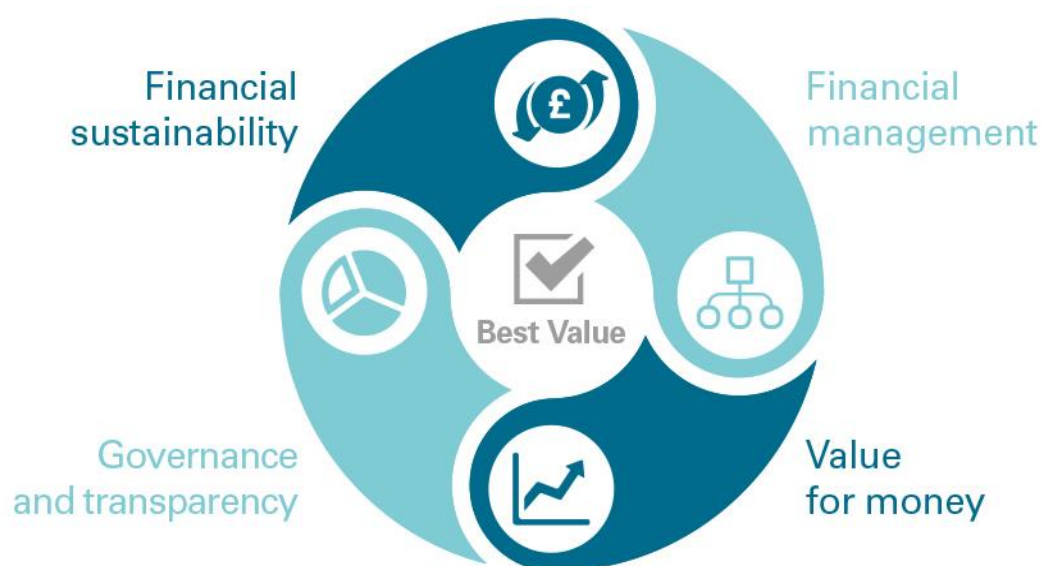 Financial
sustainability
Financial
management
£
Best Value
Governance
and transparency
Value
for money